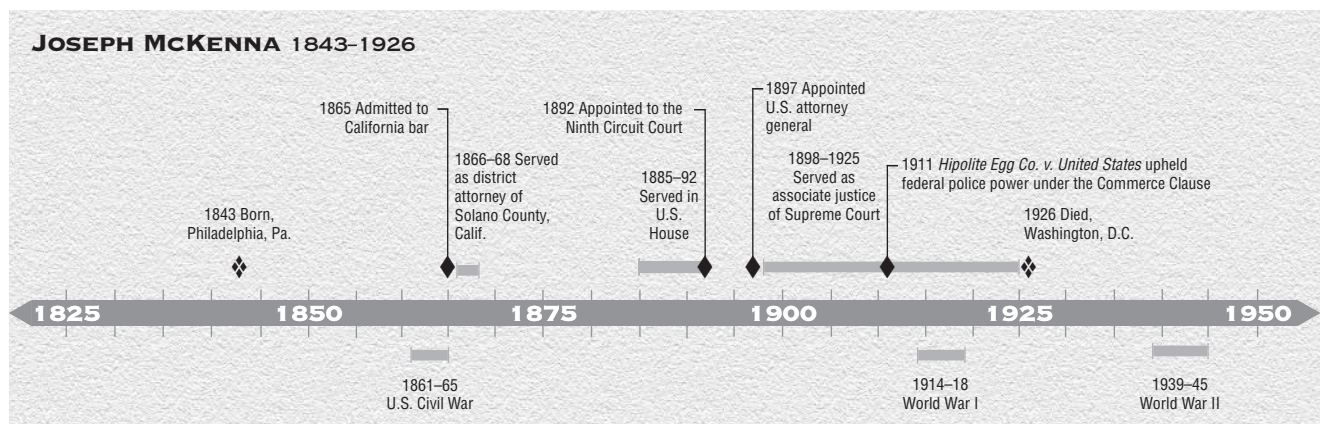 JOSEPH MCKENNA 1843–1926
1865 Admitted to
California bar
1892 Appointed to the
Ninth Circuit Court
1897 Appointed
U.S. attorney
general
1866–68 Served
as district
attorney of
Solano County,
Calif.
1885–92
Served in
U.S.
House
1898–1925
Served as
associate justice
of Supreme Court
1911 Hipolite Egg Co. v. United States upheld
federal police power under the Commerce Clause
1843 Born,
Philadelphia, Pa.
1926 Died,
Washington, D.C.
1825 1850 1875 1900 1925 1950
1861–65
U.S. Civil War
1914–18
World War I
1939–45
World War II